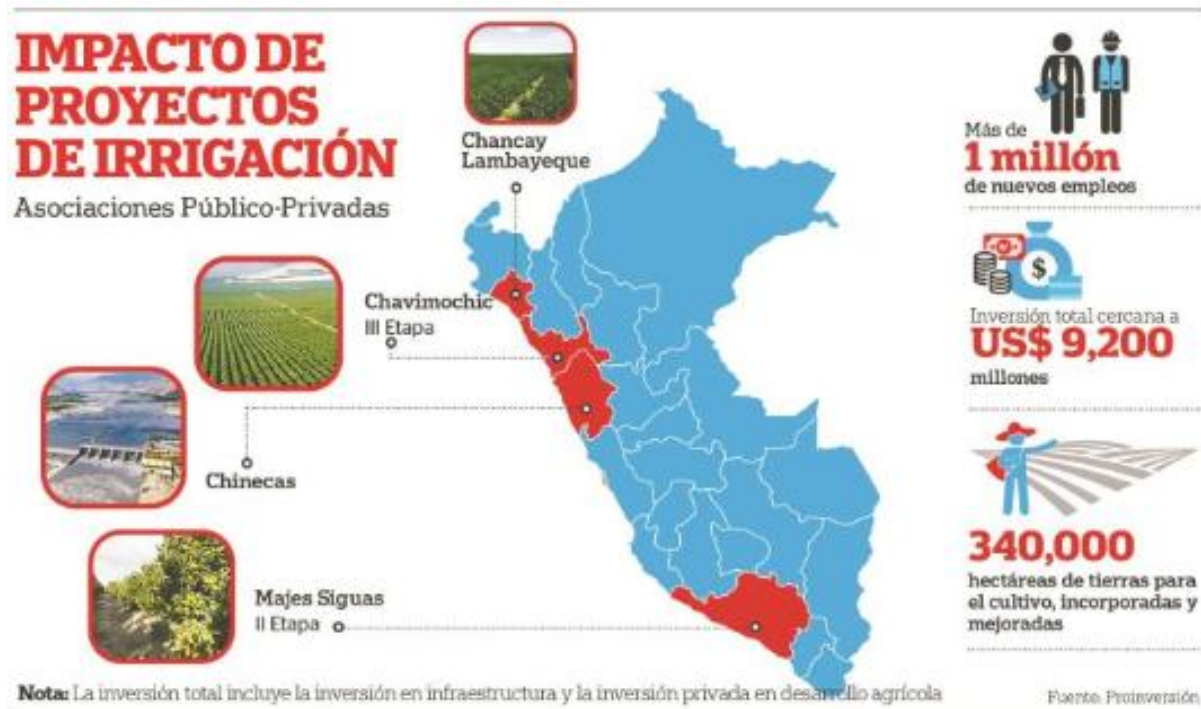 IMPACTO DE
PROYECTOS
DE IRRIGACIÓN
Asociaciones Público-Privadas
Chancay
Lambayeque
Chavimochic
III Etapa
Chinecas
Majes Siguas
II Etapa
Más de
1 millón
de nuevos empleos
$
Inversión total cercana a
US$ 9,200
millones
340,000
hectáreas de tierras para
el cultivo, incorporadas y
mejoradas
Nota: La inversión total incluye la inversión en infraestructura y la inversión privada en desarrollo agrícola
Fuente: Proinversión